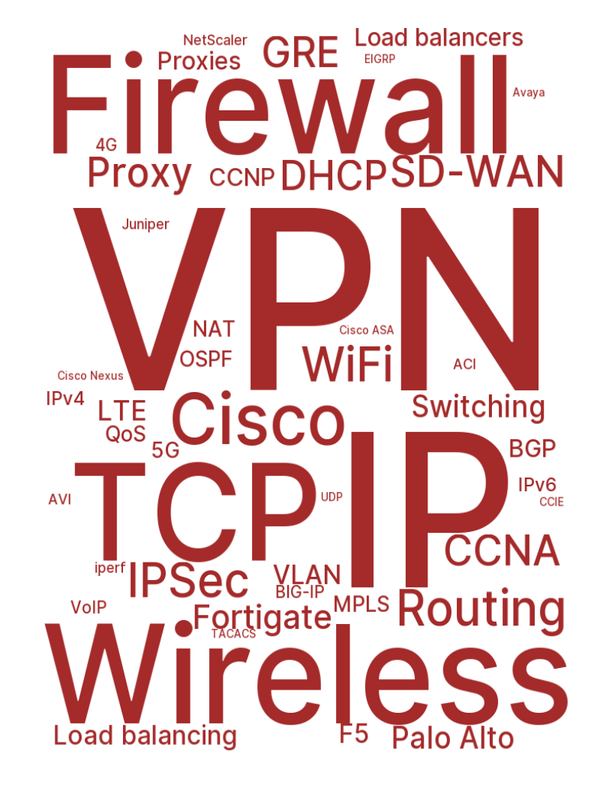 NetScaler
Load balancers
Proxies
GRE
EIGRP
Firewall
Avaya
4G
Proxy
CCNP
DHCP
SD-WAN
VPN
Juniper
NAT
Cisco ASA
OSPF
WiFi
ACI
Cisco Nexus
IPv4
LTE
Cisco
Switching
QoS
5G
BGP
TCP
IP
IPv6
AVI
UDP
CCIE
CCNA
iperf
IPSec
VLAN
BIG-IP
MPLS
Routing
VoIP
Fortigate
TACACS
Wireless
Load balancing
F5
Palo Alto